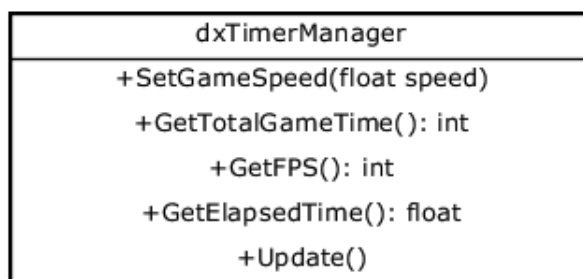 dxTimerManager
+SetGameSpeed(float speed)
+GetTotalGameTime(): int
+GetFPS(): int
+GetElapsedTime(): float
+Update()